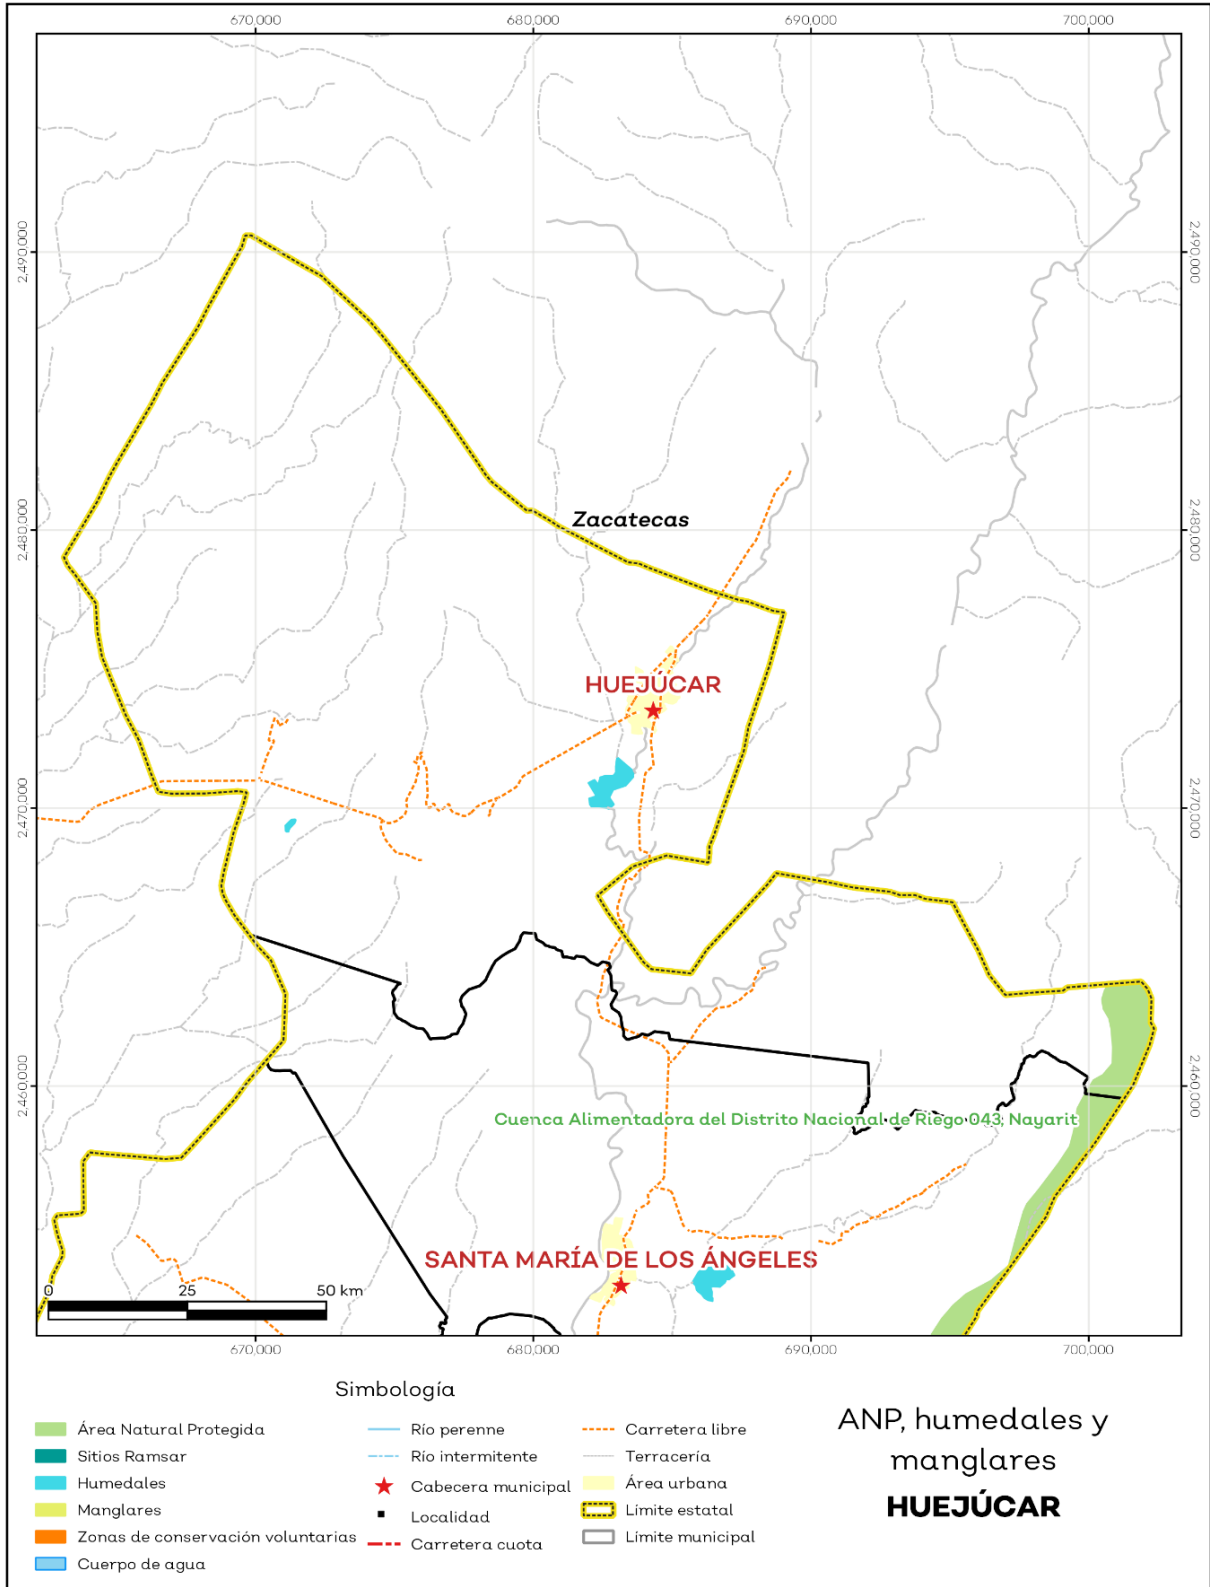 670,000
680,000
690,000
700,000
2,490,000
2,490,000
Zacatecas
2,480,000
2,480,000
HUEJÚCAR
2,470,000
2,470,000
2,460,000
2,460,000
Cuenca Alimentadora del Distrito Nacional de Riego 043; Nayarit
SANTA MARÍA DE LOS ÁNGELES
0
25
50 km
670,000
680,000
690,000
700,000
Simbología
Área Natural Protegida
Sitios Ramsar
Humedales
Manglares
Zonas de conservación voluntarias
Cuerpo de agua
Río perenne
Río intermitente
Cabecera municipal
Localidad
Carretera cuota
Carretera libre
Terracería
Área urbana
Límite estatal
Límite municipal
ANP, humedales y
manglares
HUEJÚCAR